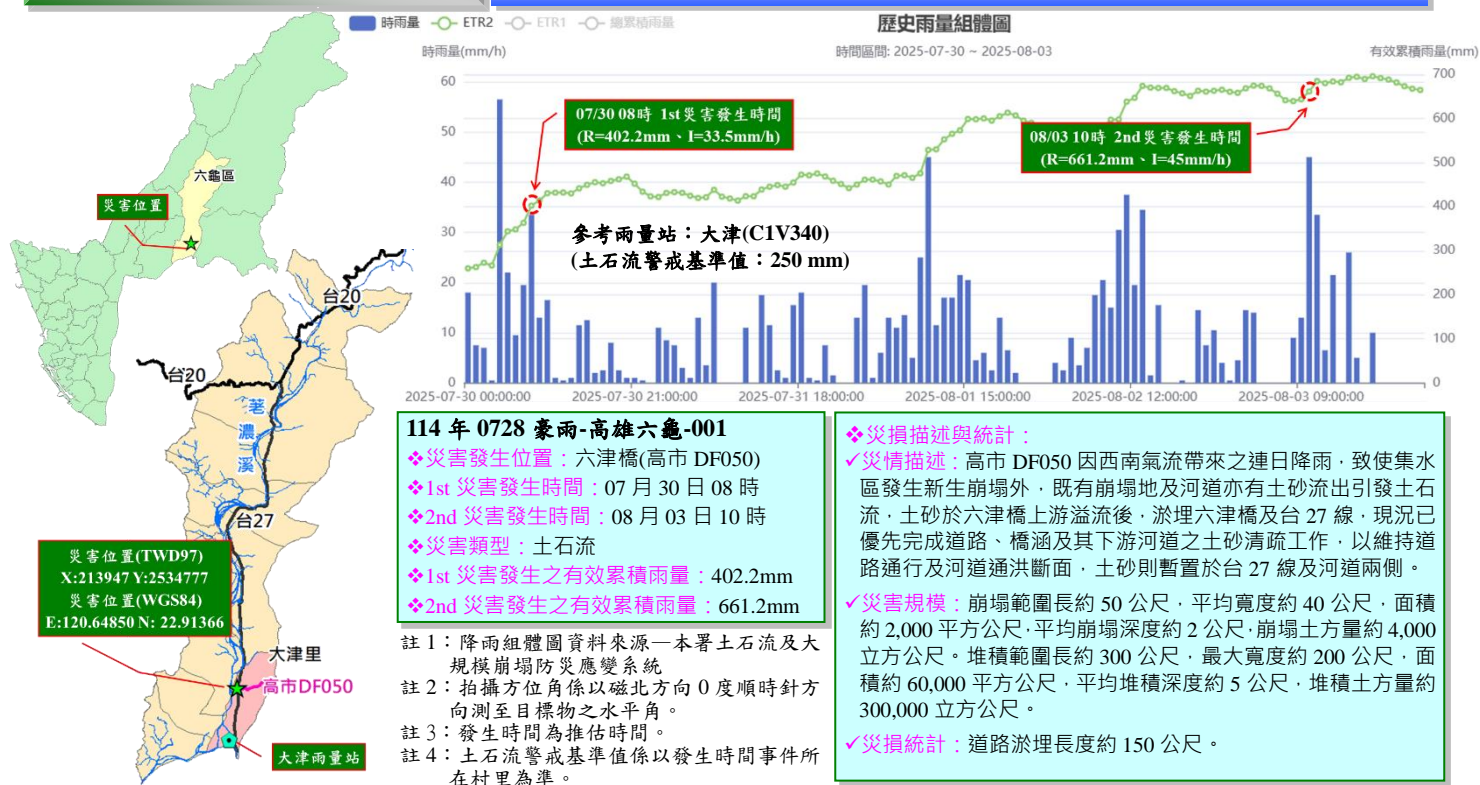 時雨量 ETR2 ETR1 總累積雨量
歷史雨量組體圖
時雨量(mm/h)
時間區間: 2025-07-30 ~ 2025-08-03
有效累積雨量(mm)
60
50
40
30
20
10
0
700
600
500
400
300
200
100
0
07/30 08時 1st災害發生時間
(R=402.2mm、I=33.5mm/h)
08/03 10時 2nd災害發生時間
(R=661.2mm、I=45mm/h)
參考雨量站：大津(C1V340)
(土石流警戒基準值：250 mm)
2025-07-30 00:00:00
2025-07-30 21:00:00
2025-07-31 18:00:00
2025-08-01 15:00:00
2025-08-02 12:00:00
2025-08-03 09:00:00
六龜區
災害位置
台20
台20
荖濃溪
台27
災害位置(TWD97)
X:213947 Y:2534777
災害位置(WGS84)
E:120.64850 N: 22.91366
大津里
高市DF050
大津雨量站
114 年 0728 豪雨-高雄六龜-001
❖災害發生位置：六津橋(高市 DF050)
❖1st 災害發生時間：07 月 30 日 08 時
❖2nd 災害發生時間：08 月 03 日 10 時
❖災害類型：土石流
❖1st 災害發生之有效累積雨量：402.2mm
❖2nd 災害發生之有效累積雨量：661.2mm
註 1：降雨組體圖資料來源—本署土石流及大
規模崩塌防災應變系統
註 2：拍攝方位角係以磁北方向 0 度順時針方
向測至目標物之水平角。
註 3：發生時間為推估時間。
註 4：土石流警戒基準值係以發生時間事件所
在村里為準。
❖災損描述與統計：
✓災情描述：高市 DF050 因西南氣流帶來之連日降雨，致使集水
區發生新生崩塌外，既有崩塌地及河道亦有土砂流出引發土石
流，土砂於六津橋上游溢流後，淤埋六津橋及台 27 線，現況已
優先完成道路、橋涵及其下游河道之土砂清疏工作，以維持道
路通行及河道通洪斷面，土砂則暫置於台 27 線及河道兩側。
✓災害規模：崩塌範圍長約 50 公尺，平均寬度約 40 公尺，面積
約 2,000 平方公尺，平均崩塌深度約 2 公尺，崩塌土方量約 4,000
立方公尺。堆積範圍長約 300 公尺，最大寬度約 200 公尺，面
積約 60,000 平方公尺，平均堆積深度約 5 公尺，堆積土方量約
300,000 立方公尺。
✓災損統計：道路淤埋長度約 150 公尺。